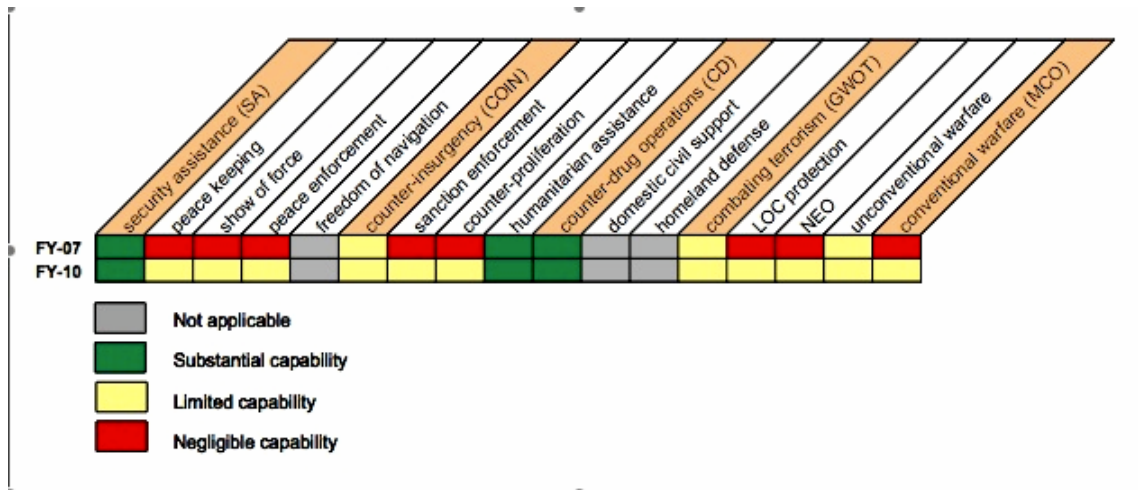 security assistance (SA)
peace keeping
show of force
peace enforcement
freedom of navigation
counter-insurgency (COIN)
sanction enforcement
counter-proliferation
humanitarian assistance
counter-drug operations (CD)
domestic civil support
homeland defense
combating terrorism (GWOT)
LOC protection
NEO
unconventional warfare
conventional warfare (MCO)
FY-07
FY-10
Not applicable
Substantial capability
Limited capability
Negligible capability